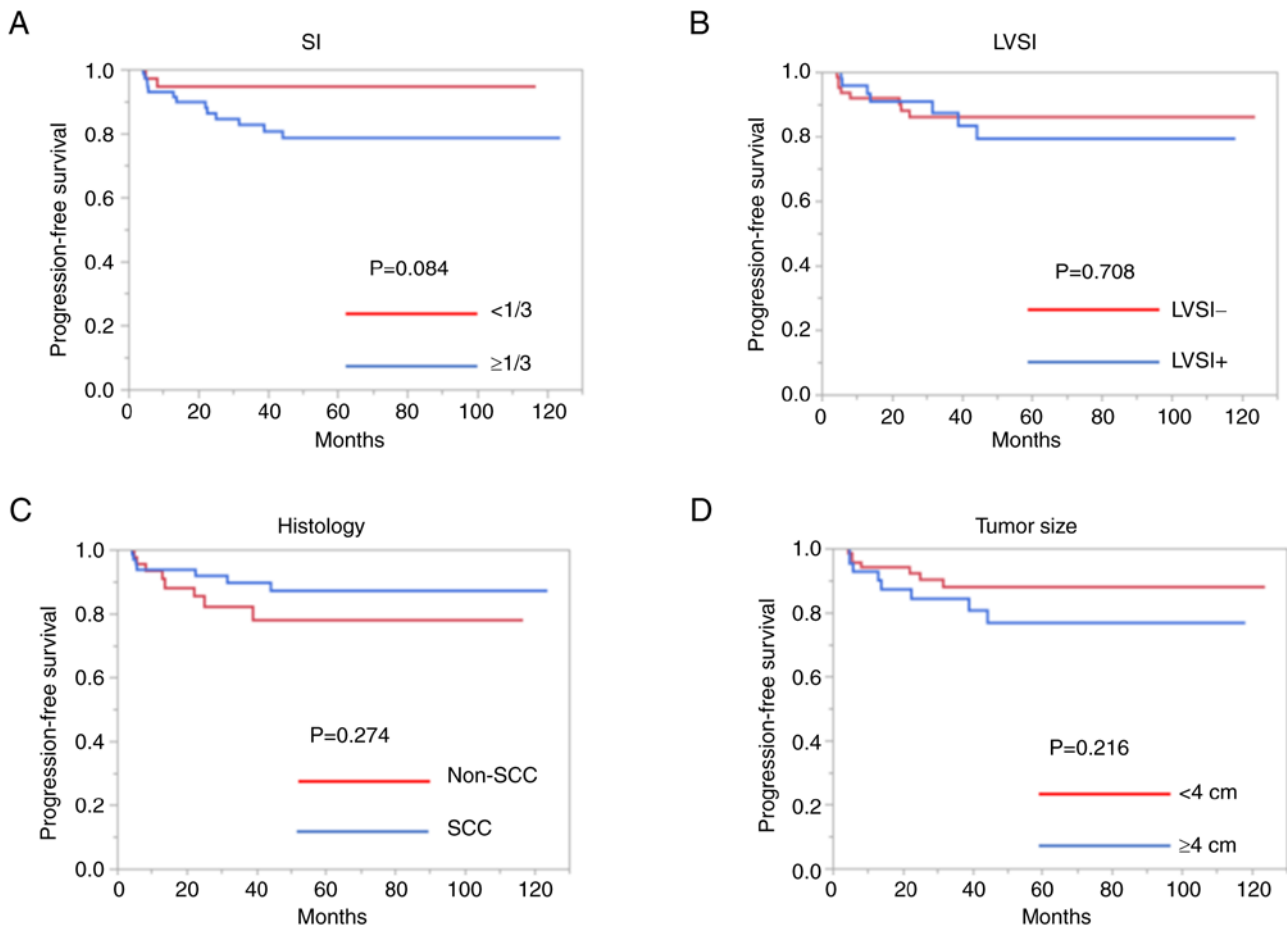 A
SI
1.0
0.8
0.6
0.4
0.2
0.0
Progression-free survival
P=0.084
<1/3
≥1/3
0 20 40 60 80 100 120
Months
B
LVSI
1.0
0.8
0.6
0.4
0.2
0.0
Progression-free survival
P=0.708
LVSI–
LVSI+
0 20 40 60 80 100 120
Months
C
Histology
1.0
0.8
0.6
0.4
0.2
0.0
Progression-free survival
P=0.274
Non-SCC
SCC
0 20 40 60 80 100 120
Months
D
Tumor size
1.0
0.8
0.6
0.4
0.2
0.0
Progression-free survival
P=0.216
<4 cm
≥4 cm
0 20 40 60 80 100 120
Months